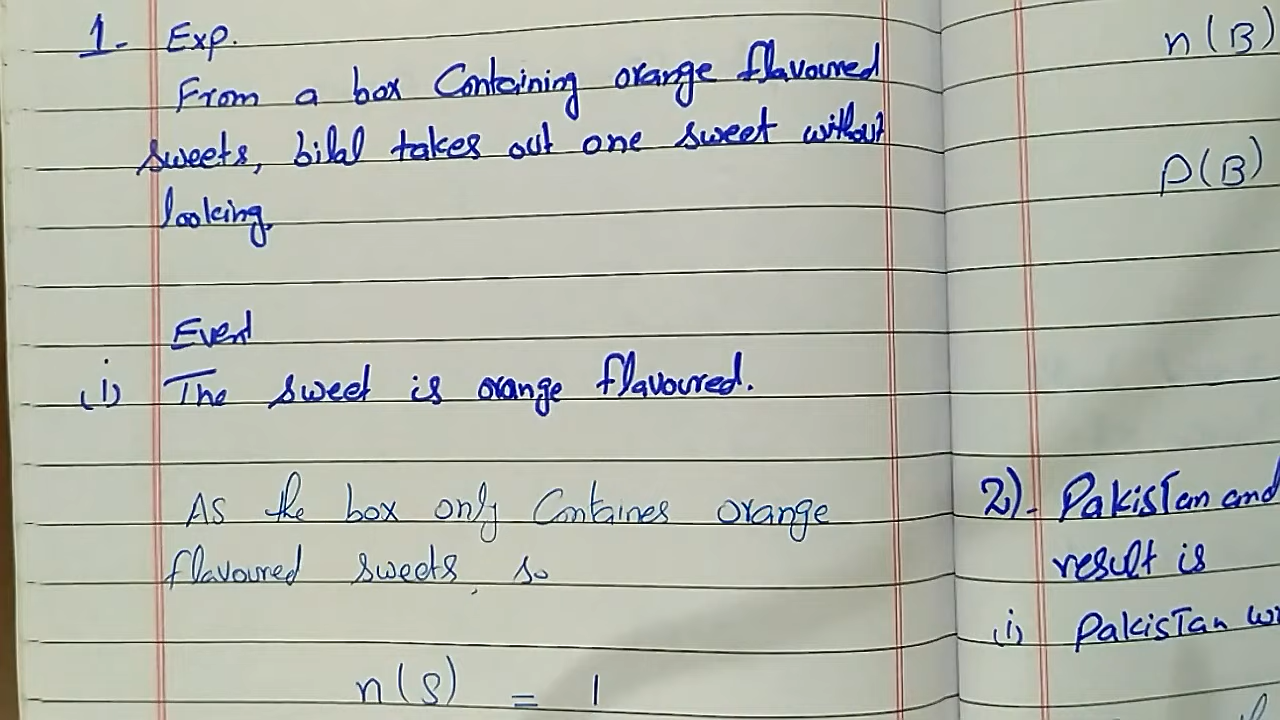 1- Exp.
From a box Containing orange flavoured
sweets, bilal takes out one sweet without
looking.
Event
(i) The sweet is orange flavoured.
As the box only Containes orange
flavoured sweets, so
n(S) = 1
n(B)
P(B)
2). Pakistan and
result is
(i) Pakistan